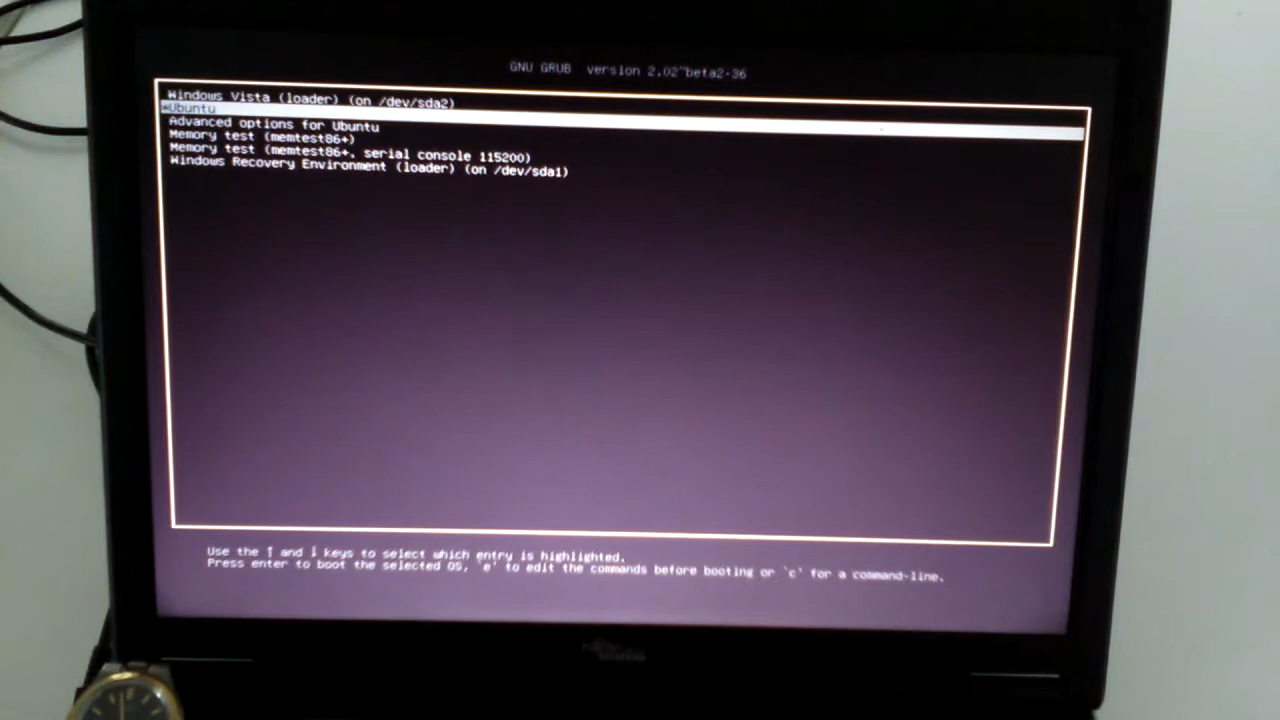 GNU GRUB version 2.02~beta2-36
Windows Vista (loader) (on /dev/sda2)
*Ubuntu
Advanced options for Ubuntu
Memory test (memtest86+)
Memory test (memtest86+, serial console 115200)
Windows Recovery Environment (loader) (on /dev/sda1)
Use the ↑ and ↓ keys to select which entry is highlighted.
Press enter to boot the selected OS, `e' to edit the commands before booting or `c' for a command-line.